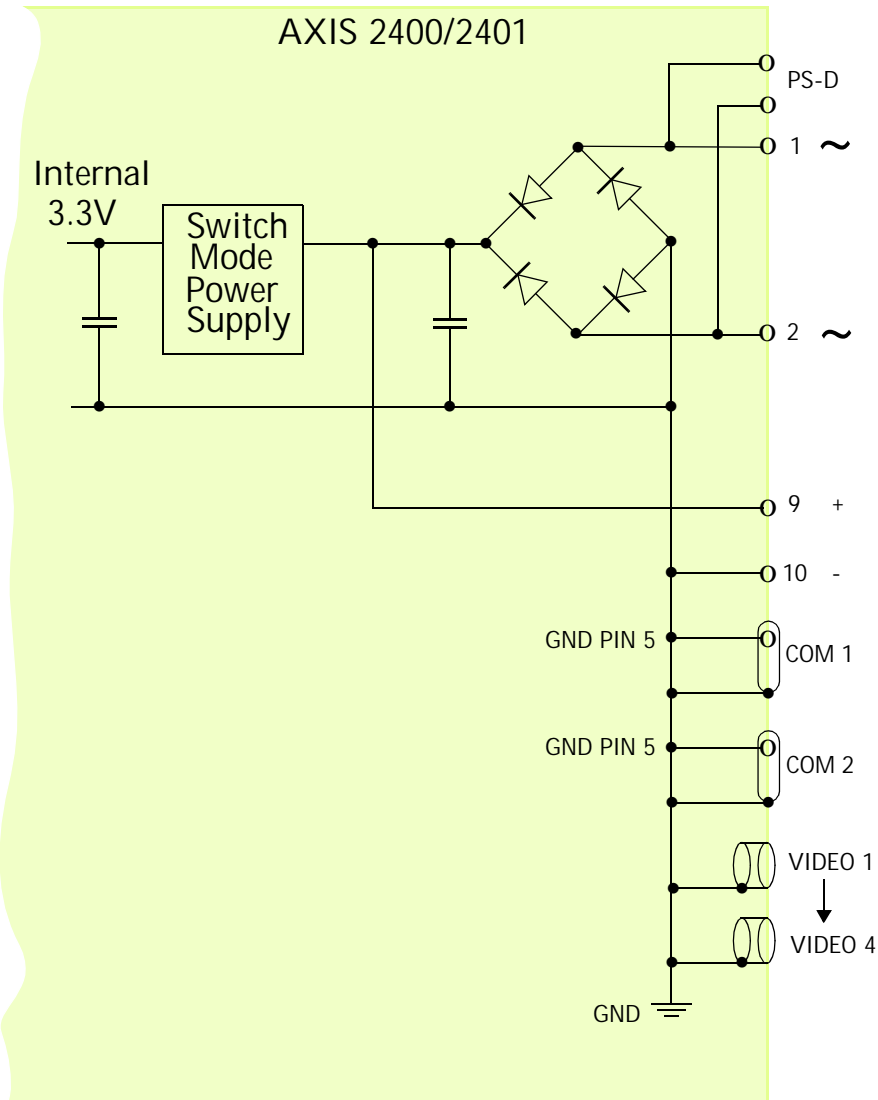 AXIS 2400/2401
PS-D
1 ~
Internal
3.3V
Switch
Mode
Power
Supply
2 ~
9 +
10 -
GND PIN 5
COM 1
GND PIN 5
COM 2
VIDEO 1
VIDEO 4
GND